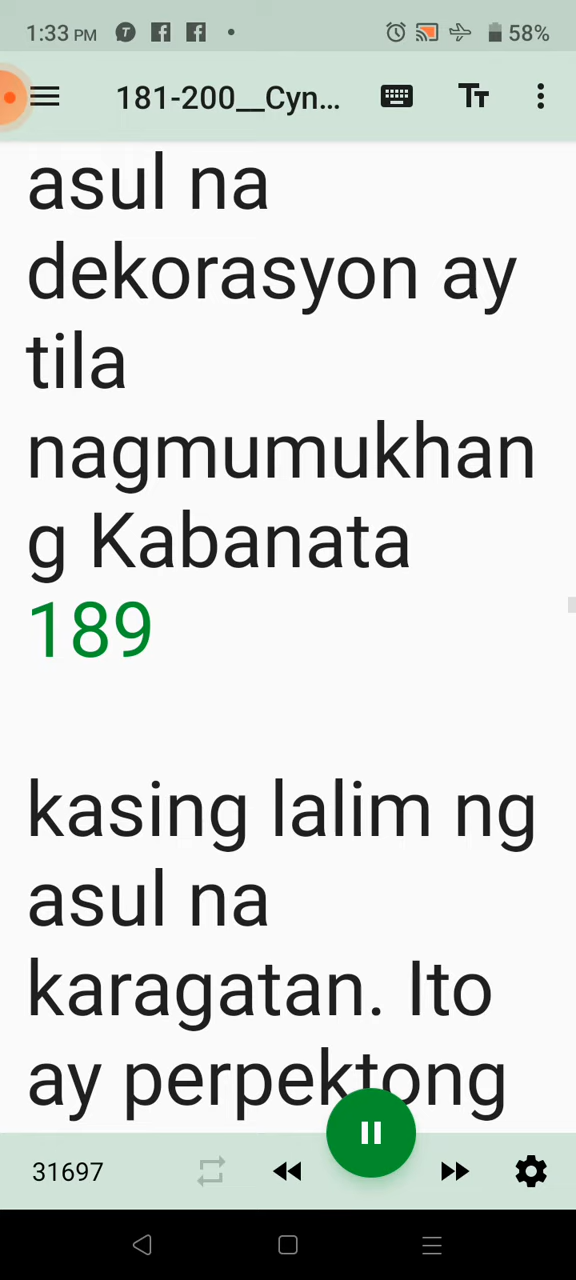 1:33 PM
58%
181-200__Cyn...
asul na
dekorasyon ay
tila
nagmumukhan
g Kabanata
189
kasing lalim ng
asul na
karagatan. Ito
ay perpektong
31697